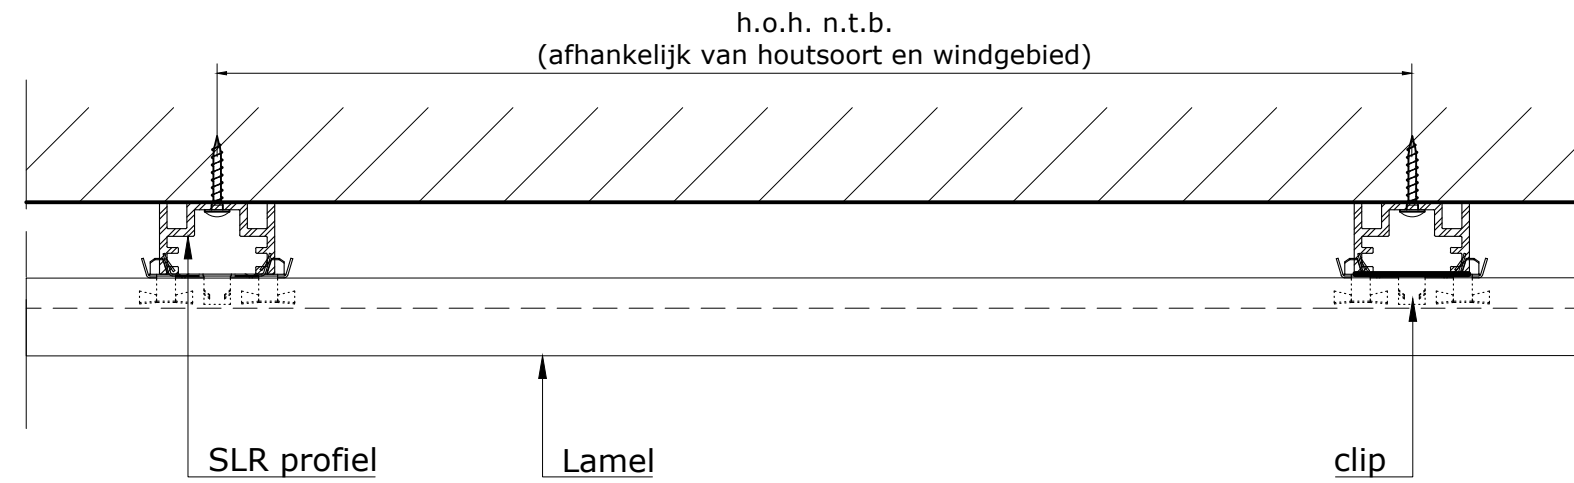 h.o.h. n.t.b.
(afhankelijk van houtsoort en windgebied)
SLR profiel
Lamel
clip